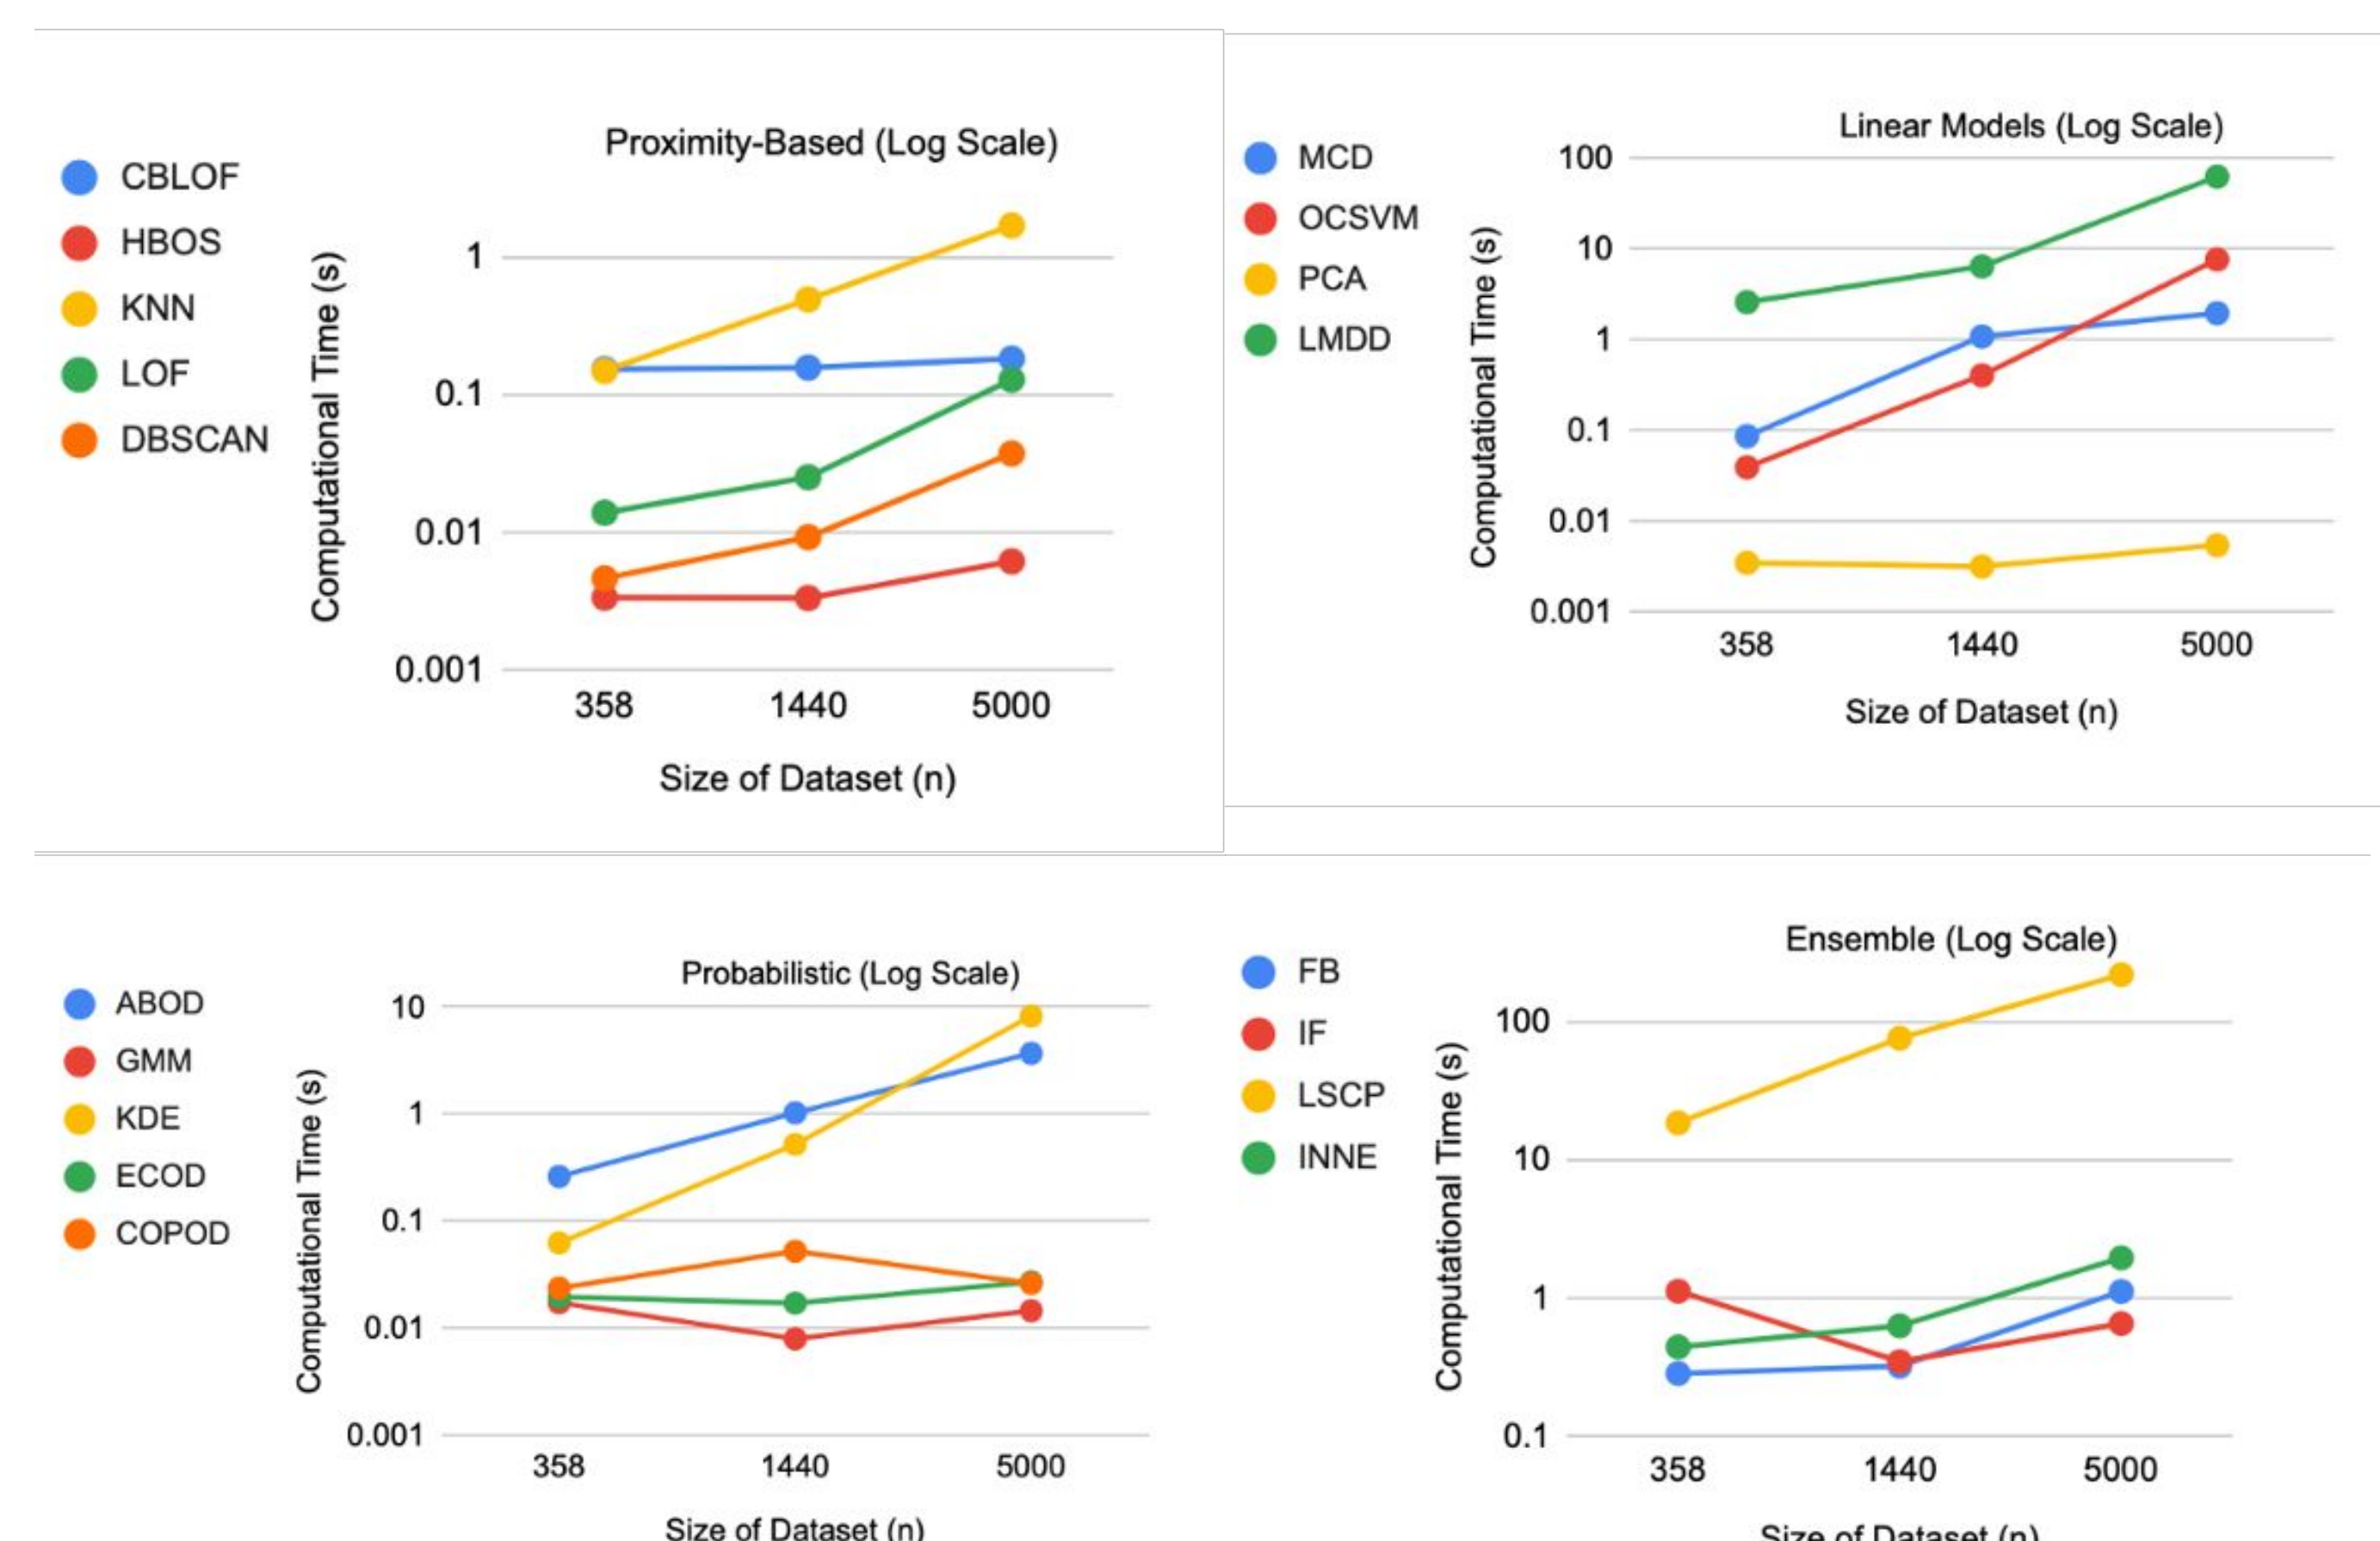 Proximity-Based (Log Scale)
CBLOF
HBOS
KNN
LOF
DBSCAN
Computational Time (s)
1
0.1
0.01
0.001
358 1440 5000
Size of Dataset (n)
Linear Models (Log Scale)
MCD
OCSVM
PCA
LMDD
Computational Time (s)
100
10
1
0.1
0.01
0.001
358 1440 5000
Size of Dataset (n)
Probabilistic (Log Scale)
ABOD
GMM
KDE
ECOD
COPOD
Computational Time (s)
10
1
0.1
0.01
0.001
358 1440 5000
Size of Dataset (n)
Ensemble (Log Scale)
FB
IF
LSCP
INNE
Computational Time (s)
100
10
1
0.1
358 1440 5000
Size of Dataset (n)